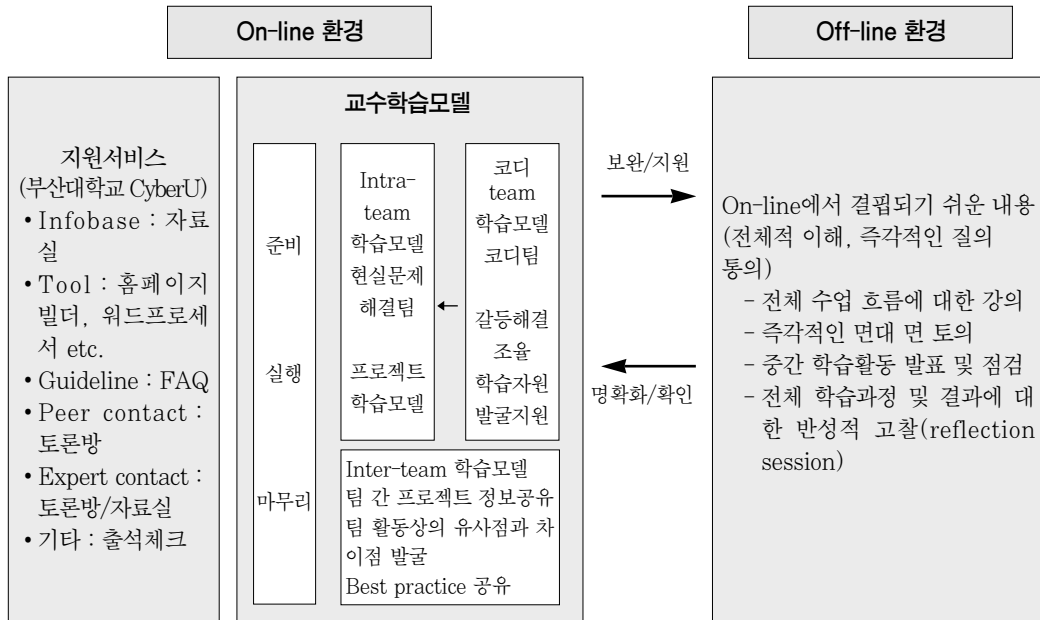 On-line 환경
Off-line 환경
지원서비스
(부산대학교 CyberU)
• Infobase : 자료
실
• Tool : 홈페이지
빌더, 워드프로세
서 etc.
• Guideline : FAQ
• Peer contact :
토론방
• Expert contact :
토론방/자료실
• 기타 : 출석체크
교수학습모델
준비
실행
마무리
Intra-
team
학습모델
현실문제
해결팀
프로젝트
학습모델
코디
team
학습모델
코디팀
갈등해결
조율
학습자원
발굴지원
Inter-team 학습모델
팀 간 프로젝트 정보공유
팀 활동상의 유사점과 차
이점 발굴
Best practice 공유
보완/지원
명확화/확인
On-line에서 결핍되기 쉬운 내용
(전체적 이해, 즉각적인 질의
통의)
- 전체 수업 흐름에 대한 강의
- 즉각적인 면대 면 토의
- 중간 학습활동 발표 및 점검
- 전체 학습과정 및 결과에 대
한 반성적 고찰(reflection
session)